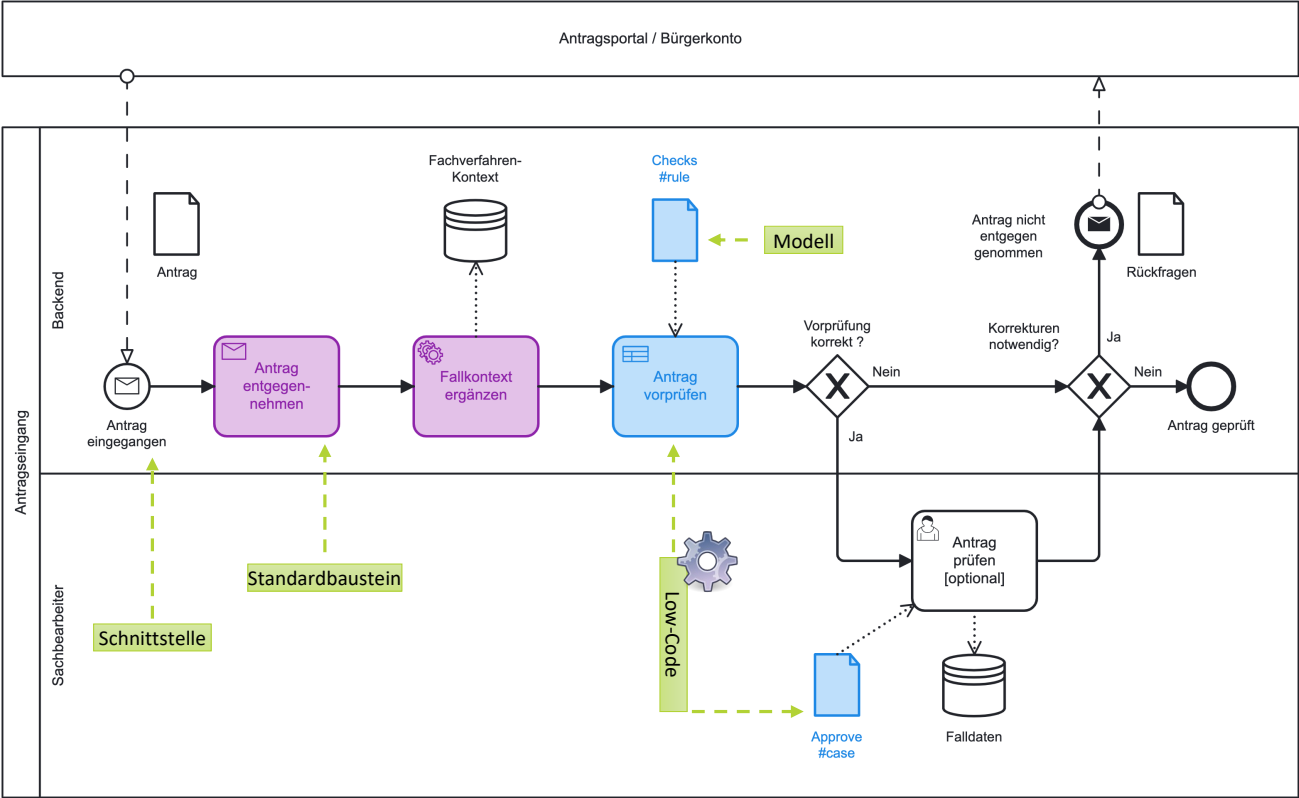 Antragsportal / Bürgerkonto
Antragseingang
Backend
Antrag
Fachverfahren-
Kontext
Checks
#rule
Modell
Antrag nicht
entgegen
genommen
Rückfragen
Antrag
eingegangen
Antrag
entgegen-
nehmen
Fallkontext
ergänzen
Antrag
vorprüfen
Vorprüfung
korrekt ?
Nein
Ja
Korrekturen
notwendig?
Ja
Nein
Antrag geprüft
Sachbearbeiter
Schnittstelle
Standardbaustein
Low-Code
Antrag
prüfen
[optional]
Approve
#case
Falldaten